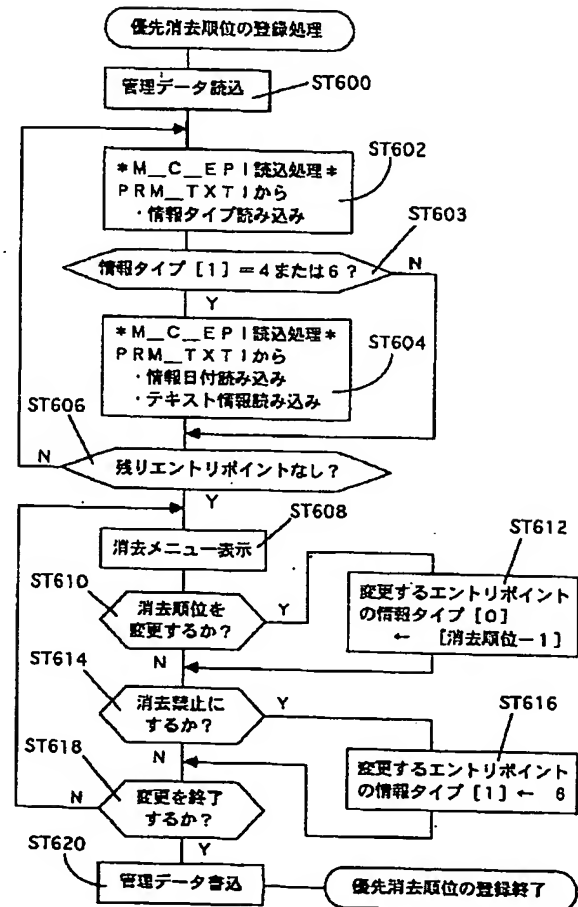 優先消去順位の登録処理
管理データ読込
ST600
*M__C__EPI読込処理*
PRM__TXTIから
・情報タイプ読み込み
ST602
ST603
情報タイプ[1]=4または6?
N
Y
*M__C__EPI読込処理*
PRM__TXTIから
・情報日付読み込み
・テキスト情報読み込み
ST604
ST606
N
残りエントリポイントなし?
Y
ST608
消去メニュー表示
ST610
消去順位を
変更するか?
Y
N
ST612
変更するエントリポイント
の情報タイプ[0]
← [消去順位−1]
ST614
消去禁止に
するか?
Y
N
ST616
変更するエントリポイント
の情報タイプ[1]← 6
ST618
変更を終了
するか?
N
Y
ST620
管理データ書込
優先消去順位の登録終了